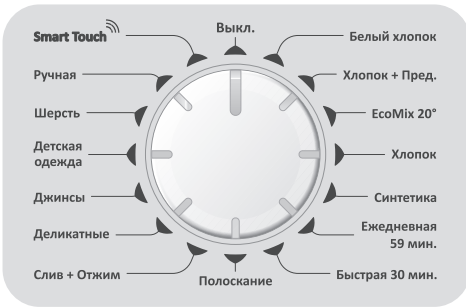 Smart Touch
Выкл.
Белый хлопок
Ручная
Хлопок + Пред.
Шерсть
EcoMix 20°
Детская
одежда
Хлопок
Джинсы
Синтетика
Деликатные
Ежедневная
59 мин.
Слив + Отжим
Полоскание
Быстрая 30 мин.